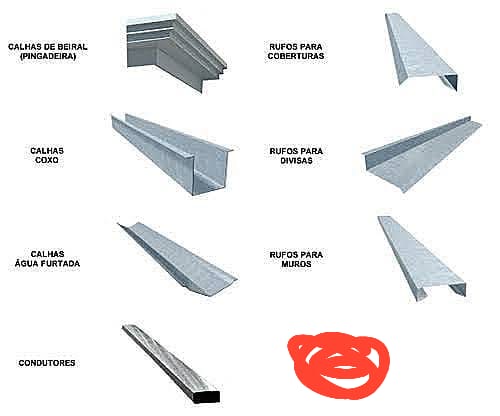 CALHAS DE BEIRAL
(PINGADEIRA)
RUFOS PARA
COBERTURAS
CALHAS
COXO
RUFOS PARA
DIVISAS
CALHAS
ÁGUA FURTADA
RUFOS PARA
MUROS
CONDUTORES